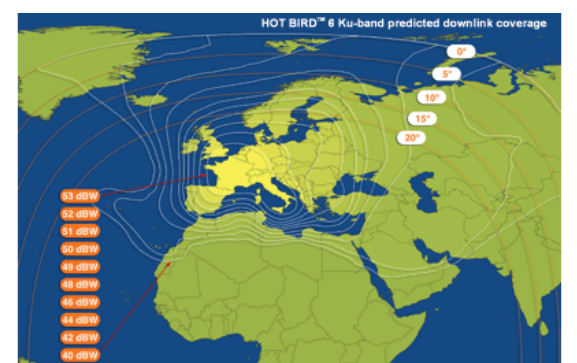 HOT BIRD™ 6 Ku-band predicted downlink coverage
0°
5°
10°
15°
20°
53 dBW
52 dBW
51 dBW
50 dBW
49 dBW
48 dBW
46 dBW
44 dBW
42 dBW
40 dBW